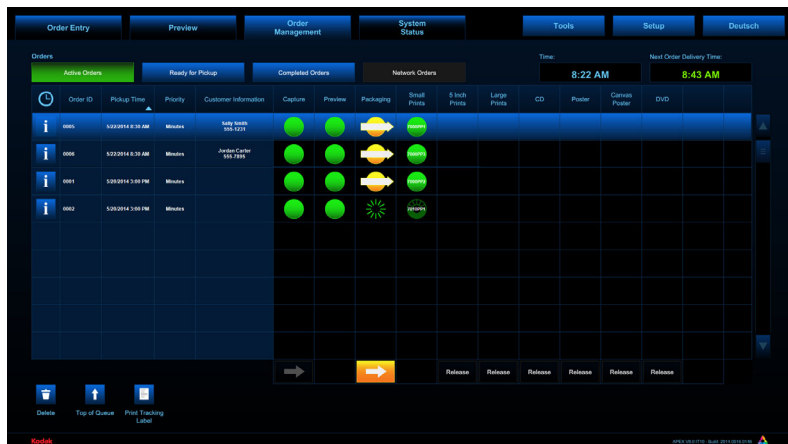 Order Entry
Preview
Order
Management
System
Status
Tools
Setup
Deutsch
Orders
Time:
Next Order Delivery Time:
Active Orders
Ready for Pickup
Completed Orders
Network Orders
8:22 AM
8:43 AM
Order ID
Pickup Time
Priority
Customer Information
Capture
Preview
Packaging
Small
Prints
5 Inch
Prints
Large
Prints
CD
Poster
Canvas
Poster
DVD
0005
5/22/2014 8:30 AM
Minutes
Sally Smith
555-1231
0006
5/22/2014 8:30 AM
Minutes
Jordan Carter
555-7895
0001
5/20/2014 3:00 PM
Minutes
0002
5/20/2014 3:00 PM
Minutes
Release
Release
Release
Release
Release
Release
Delete
Top of Queue
Print Tracking
Label
Kodak